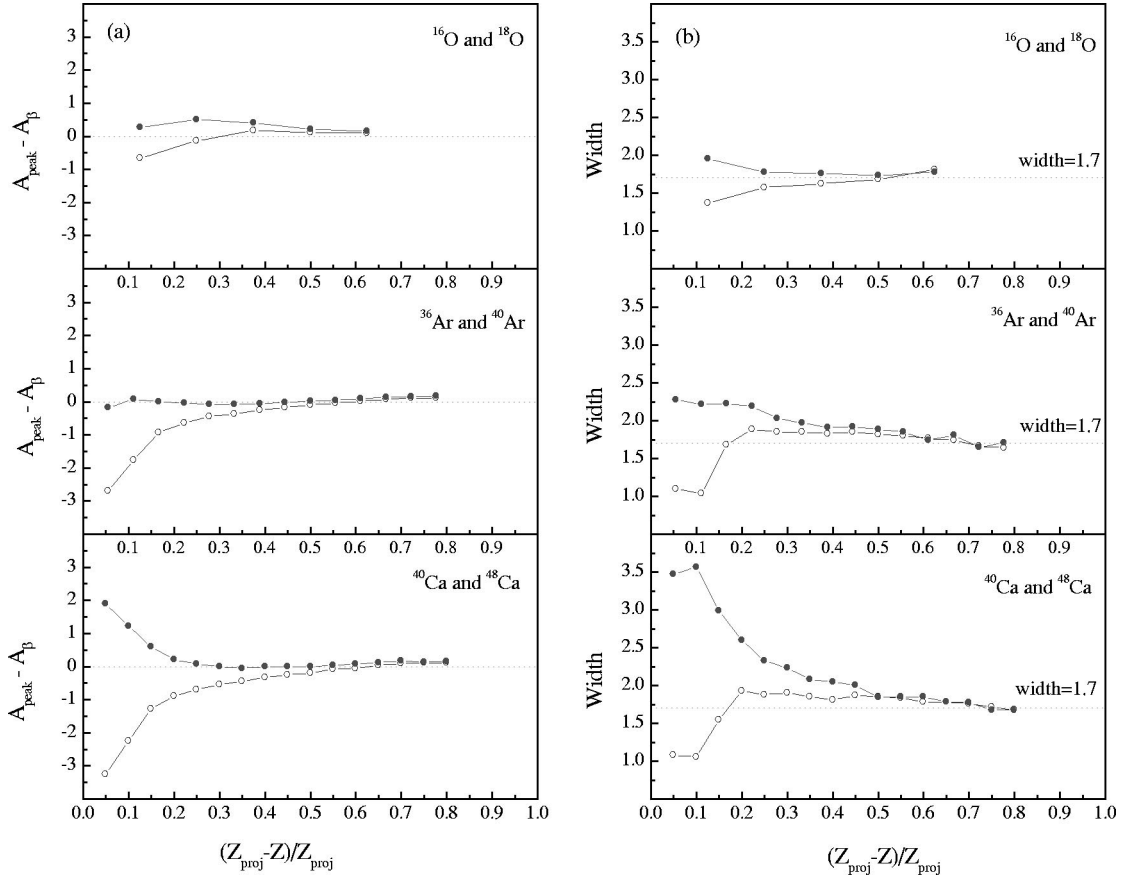 (a)
¹⁶O and ¹⁸O
A_peak - A_β
3
2
1
0
-1
-2
-3
0.1 0.2 0.3 0.4 0.5 0.6 0.7 0.8 0.9
³⁶Ar and ⁴⁰Ar
A_peak - A_β
3
2
1
0
-1
-2
-3
0.1 0.2 0.3 0.4 0.5 0.6 0.7 0.8 0.9
⁴⁰Ca and ⁴⁸Ca
A_peak - A_β
2
1
0
-1
-2
-3
0.0 0.1 0.2 0.3 0.4 0.5 0.6 0.7 0.8 0.9 1.0
(Z_proj-Z)/Z_proj
(b)
¹⁶O and ¹⁸O
Width
3.5
3.0
2.5
2.0
1.5
1.0
width=1.7
0.1 0.2 0.3 0.4 0.5 0.6 0.7 0.8 0.9
³⁶Ar and ⁴⁰Ar
Width
3.5
3.0
2.5
2.0
1.5
1.0
width=1.7
0.1 0.2 0.3 0.4 0.5 0.6 0.7 0.8 0.9
⁴⁰Ca and ⁴⁸Ca
Width
3.5
3.0
2.5
2.0
1.5
1.0
width=1.7
0.0 0.1 0.2 0.3 0.4 0.5 0.6 0.7 0.8 0.9 1.0
(Z_proj-Z)/Z_proj